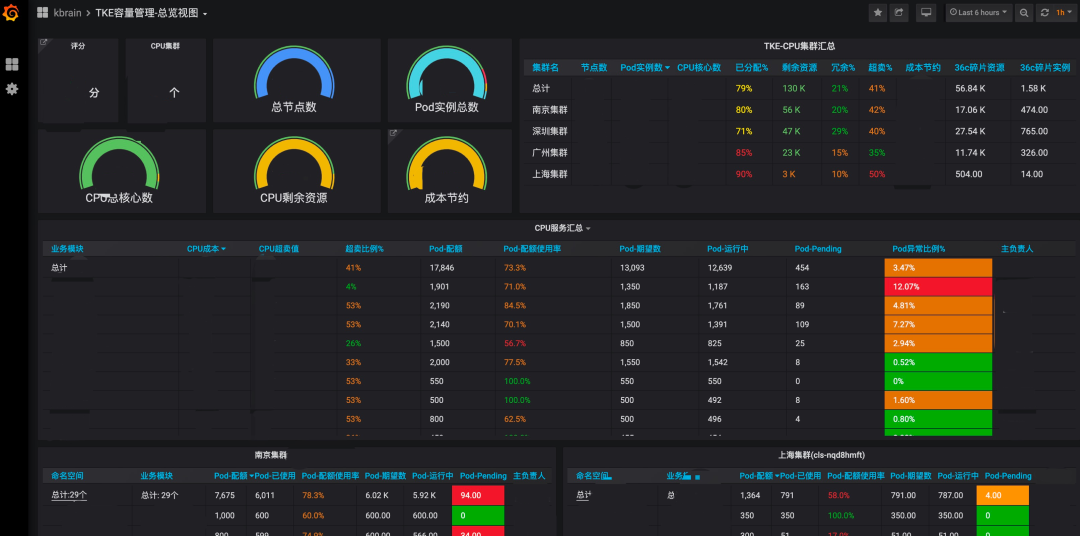 kbrain > TKE容量管理-总览视图
Last 6 hours
1h
评分
分
CPU集群
个
总节点数
Pod实例总数
CPU总核心数
CPU剩余资源
成本节约
TKE-CPU集群汇总
集群名 节点数 Pod实例数 CPU核心数 已分配% 剩余资源 冗余% 超卖% 成本节约 36c碎片资源 36c碎片实例
总计 79% 130 K 21% 41% 56.84 K 1.58 K
南京集群 80% 56 K 20% 42% 17.06 K 474.00
深圳集群 71% 47 K 29% 40% 27.54 K 765.00
广州集群 85% 23 K 15% 35% 11.74 K 326.00
上海集群 90% 3 K 10% 50% 504.00 14.00
CPU服务汇总
业务模块 CPU成本 CPU超卖值 超卖比例% Pod-配额 Pod-配额使用率 Pod-期望数 Pod-运行中 Pod-Pending Pod异常比例% 主负责人
总计 41% 17,846 73.3% 13,093 12,639 454 3.47%
4% 1,901 71.0% 1,350 1,187 163 12.07%
53% 2,190 84.5% 1,850 1,761 89 4.81%
53% 2,140 70.1% 1,500 1,391 109 7.27%
26% 1,500 56.7% 850 825 25 2.94%
33% 2,000 77.5% 1,550 1,542 8 0.52%
53% 550 100.0% 550 550 0 0%
53% 500 100.0% 500 492 8 1.60%
53% 800 62.5% 500 496 4 0.80%
南京集群
命名空间 业务模块 Pod-配额 Pod-已使用 Pod-配额使用率 Pod-期望数 Pod-运行中 Pod-Pending 主负责人
总计:29个 总计: 29个 7,675 6,011 78.3% 6.02 K 5.92 K 94.00
1,000 600 60.0% 600.00 600.00 0
800 599 74.9% 600.00 566.00 34.00
上海集群(cls-nqd8hmft)
命名空间 业务 Pod-配额 Pod-已使用 Pod-配额使用率 Pod-期望数 Pod-运行中 Pod-Pending
总计 总 1,364 791 58.0% 791.00 787.00 4.00
350 350 100.0% 350.00 350.00 0
300 51 17.0% 51.00 51.00 0